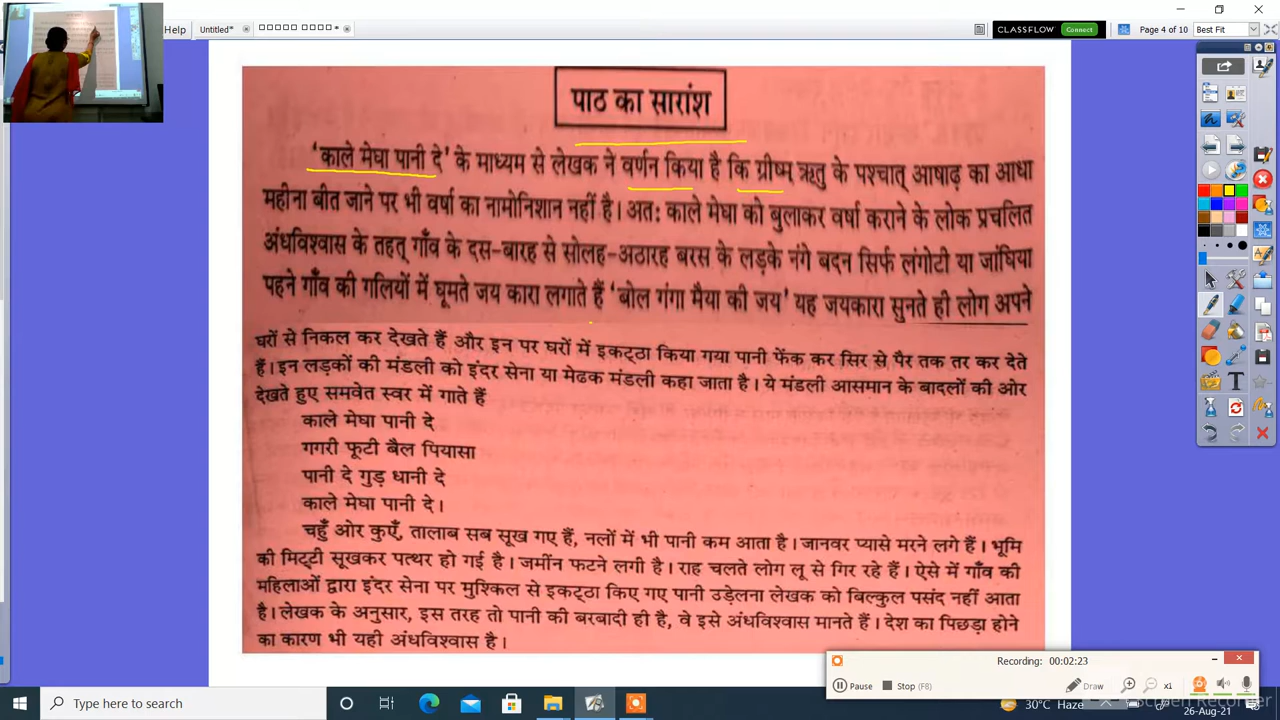 Help
Untitled*
CLASSFLOW Connect
Page 4 of 10
Best Fit
पाठ का सारांश
'काले मेघा पानी दे' के माध्यम से लेखक ने वर्णन किया है कि ग्रीष्म ऋतु के पश्चात् आषाढ़ का आधा
महीना बीत जाने पर भी वर्षा का नामोनिशान नहीं है। अत: काले मेघा को बुलाकर वर्षा कराने के लोक प्रचलित
अंधविश्वास के तहत् गाँव के दस-बारह से सोलह-अठारह बरस के लड़के नंगे बदन सिर्फ लंगोटी या जांघिया
पहने गाँव की गलियों में घूमते जय कारा लगाते हैं 'बोल गंगा मैया की जय' यह जयकारा सुनते ही लोग अपने
घरों से निकल कर देखते हैं और इन पर घरों में इकट्ठा किया गया पानी फेंक कर सिर से पैर तक तर कर देते
हैं। इन लड़कों की मंडली को इंदर सेना या मेढक मंडली कहा जाता है। ये मंडली आसमान के बादलों की ओर
देखते हुए समवेत स्वर में गाते हैं
काले मेघा पानी दे
गगरी फूटी बैल पियासा
पानी दे गुड़ धानी दे
काले मेघा पानी दे।
चहुँ ओर कुएँ, तालाब सब सूख गए हैं, नलों में भी पानी कम आता है। जानवर प्यासे मरने लगे हैं। भूमि
की मिट्टी सूखकर पत्थर हो गई है। जमींन फटने लगी है। राह चलते लोग लू से गिर रहे हैं। ऐसे में गाँव की
महिलाओं द्वारा इंदर सेना पर मुश्किल से इकट्ठा किए गए पानी उड़ेलना लेखक को बिल्कुल पसंद नहीं आता
है। लेखक के अनुसार, इस तरह तो पानी की बरबादी ही है, वे इसे अंधविश्वास मानते हैं। देश का पिछड़ा होने
का कारण भी यही अंधविश्वास है।
Recording: 00:02:23
Pause Stop (F8) Draw x1
Type here to search
30°C Haze
26-Aug-21